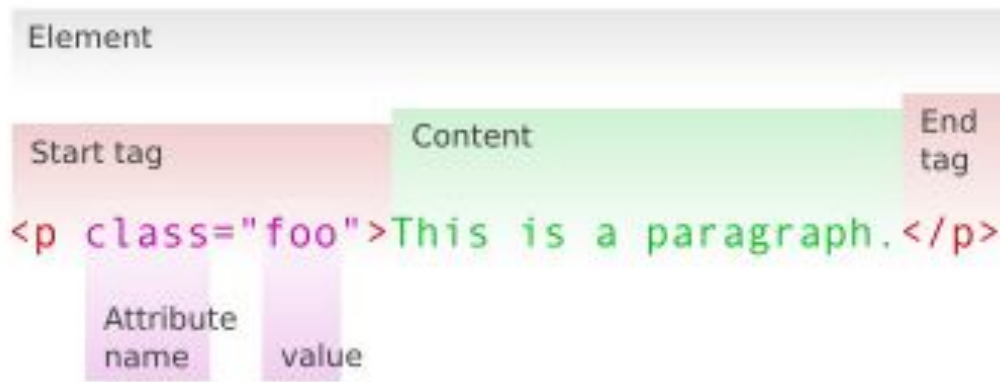 Element
End
Content
Start tag
tag
<p class="foo">This is a paragraph.</p>
Attribute
name
value